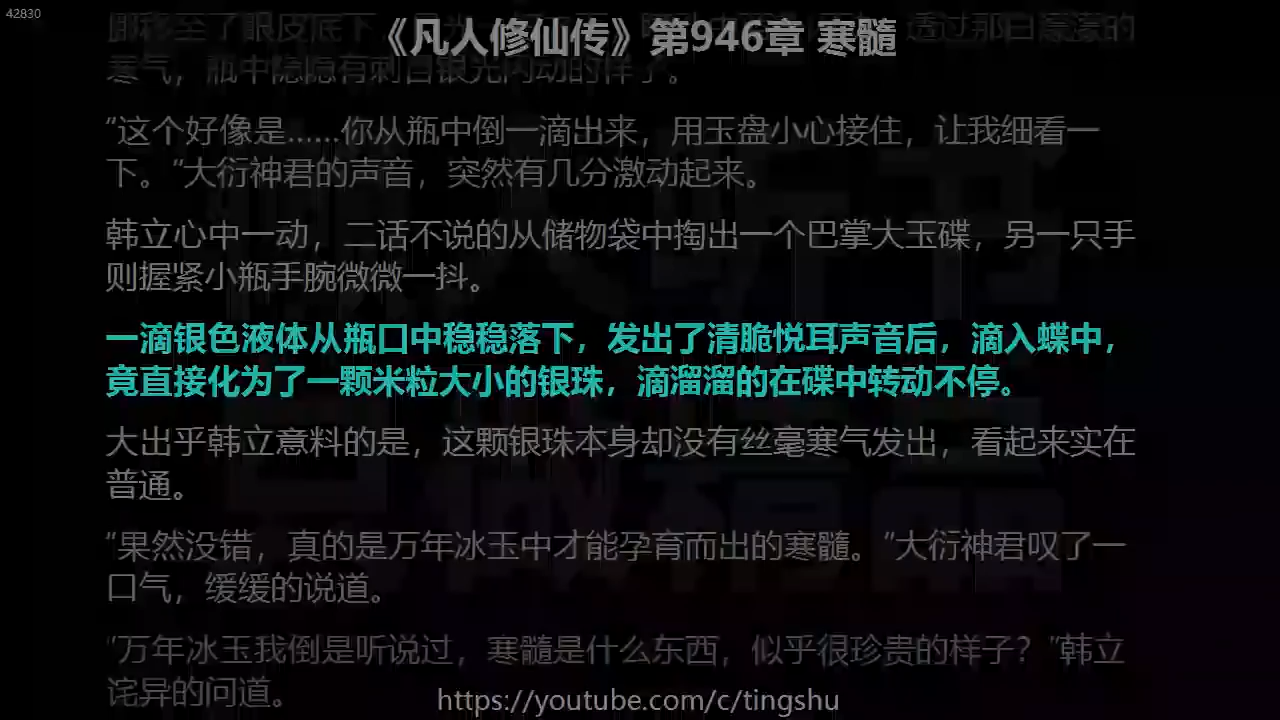 42830
《凡人修仙传》第946章 寒髓
寒气，瓶中隐隐有刺目银光闪动的样子。
“这个好像是……你从瓶中倒一滴出来，用玉盘小心接住，让我细看一
下。”大衍神君的声音，突然有几分激动起来。
韩立心中一动，二话不说的从储物袋中掏出一个巴掌大玉碟，另一只手
则握紧小瓶手腕微微一抖。
一滴银色液体从瓶口中稳稳落下，发出了清脆悦耳声音后，滴入蝶中，
竟直接化为了一颗米粒大小的银珠，滴溜溜的在碟中转动不停。
大出乎韩立意料的是，这颗银珠本身却没有丝毫寒气发出，看起来实在
普通。
“果然没错，真的是万年冰玉中才能孕育而出的寒髓。”大衍神君叹了一
口气，缓缓的说道。
“万年冰玉我倒是听说过，寒髓是什么东西，似乎很珍贵的样子？”韩立
诧异的问道。
https://youtube.com/c/tingshu